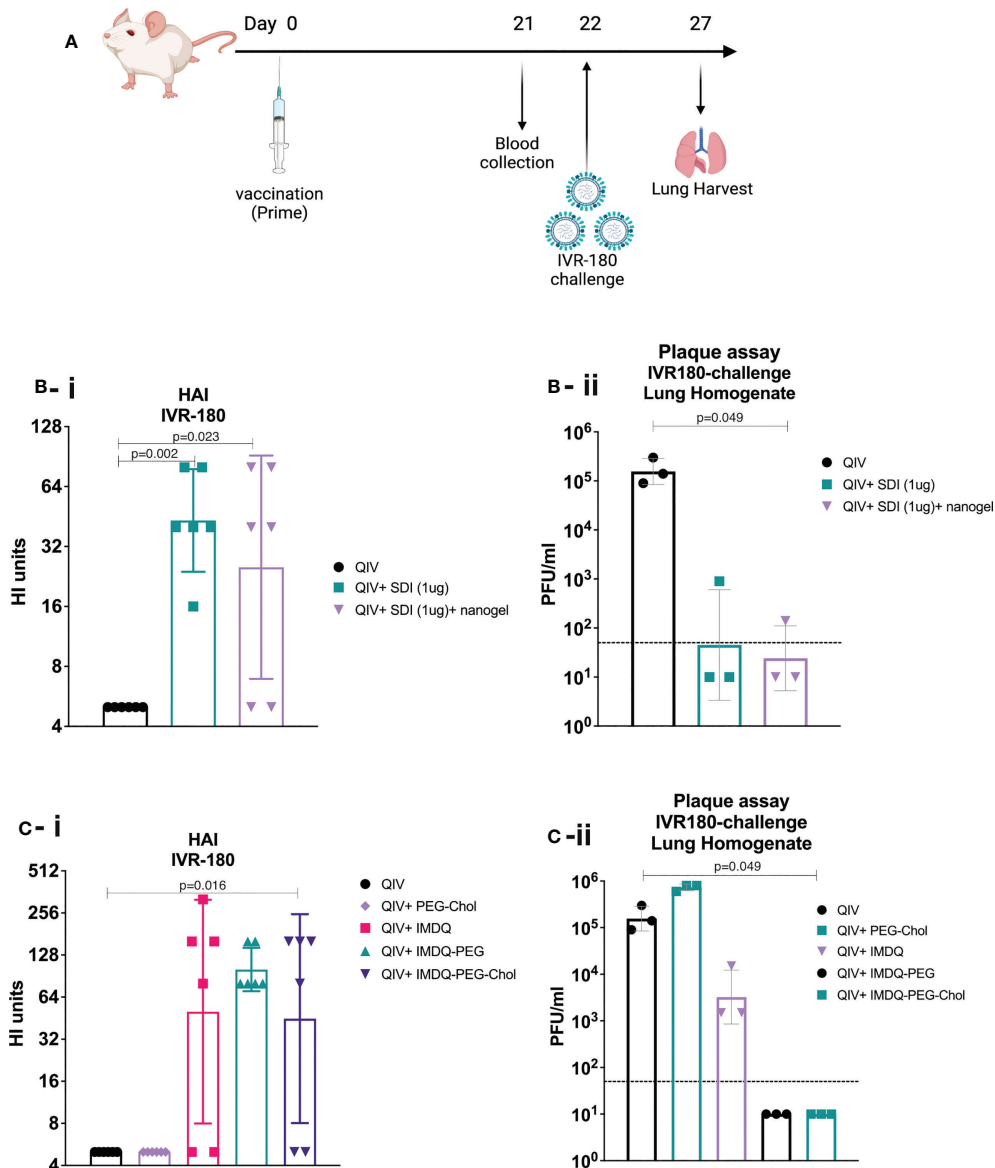 A
Day 0
21
22
27
vaccination
(Prime)
Blood
collection
IVR-180
challenge
Lung Harvest
B- i
HAI
IVR-180
p=0.023
p=0.002
HI units
128
64
32
16
8
4
QIV
QIV+ SDI (1ug)
QIV+ SDI (1ug)+ nanogel
B- ii
Plaque assay
IVR180-challenge
Lung Homogenate
p=0.049
PFU/ml
10⁶
10⁵
10⁴
10³
10²
10¹
10⁰
QIV
QIV+ SDI (1ug)
QIV+ SDI (1ug)+ nanogel
C- i
HAI
IVR-180
p=0.016
HI units
512
256
128
64
32
16
8
4
QIV
QIV+ PEG-Chol
QIV+ IMDQ
QIV+ IMDQ-PEG
QIV+ IMDQ-PEG-Chol
C -ii
Plaque assay
IVR180-challenge
Lung Homogenate
p=0.049
PFU/ml
10⁶
10⁵
10⁴
10³
10²
10¹
10⁰
QIV
QIV+ PEG-Chol
QIV+ IMDQ
QIV+ IMDQ-PEG
QIV+ IMDQ-PEG-Chol